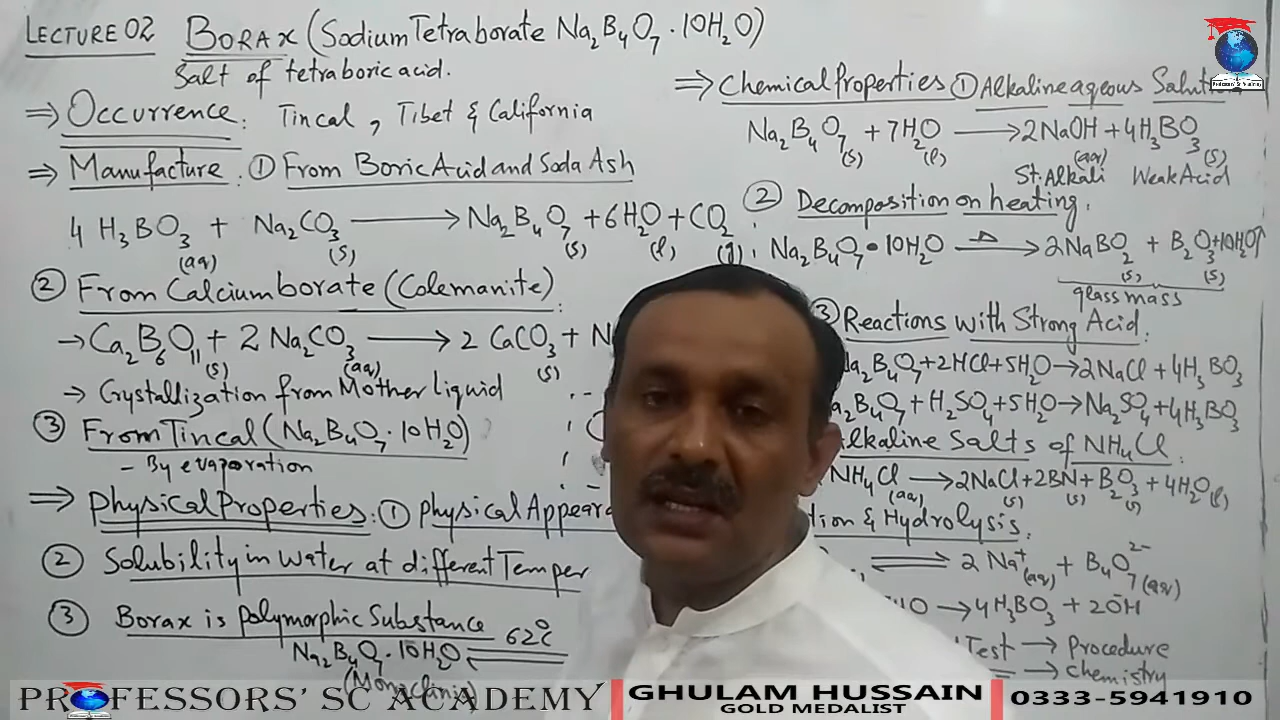 LECTURE 02 BORAX (Sodium Tetraborate Na₂B₄O₇·10H₂O)
Salt of tetraboric acid.
⇒ Occurrence: Tincal, Tibet & California
⇒ Manufacture: ① From Boric Acid and Soda Ash
4 H₃BO₃ (aq) + Na₂CO₃ (s) → Na₂B₄O₇ (s) + 6H₂O (l) + CO₂ (g)
② From Calcium borate (Colemanite).
→ Ca₂B₆O₁₁ (s) + 2 Na₂CO₃ (aq) → 2 CaCO₃ (s) + N
→ Crystallization from Mother Liquid
③ From Tincal (Na₂B₄O₇·10H₂O)
- By evaporation
⇒ Physical Properties: ① Physical Appeara
② Solubility in Water at different Temper
③ Borax is Polymorphic Substance
Na₂B₄O₇·10H₂O ⇌ 62°C
(Monoclinic)
⇒ Chemical Properties ① Alkaline aqeous Solution
Na₂B₄O₇ (s) + 7H₂O (l) → 2NaOH (aq) + 4H₃BO₃ (s)
St. Alkali Weak Acid
② Decomposition on heating.
Na₂B₄O₇•10H₂O —Δ→ 2NaBO₂ (s) + B₂O₃ (s) + 10H₂O↑
glass mass
③ Reactions with Strong Acid.
Na₂B₄O₇ + 2HCl + 5H₂O → 2NaCl + 4H₃BO₃
a₂B₄O₇ + H₂SO₄ + 5H₂O → Na₂SO₄ + 4H₃BO₃
lkaline Salts of NH₄Cl.
NH₄Cl (aq) → 2NaCl (s) + 2BN (s) + B₂O₃ (s) + 4H₂O (l)
tion & Hydrolysis.
⇌ 2 Na⁺ (aq) + B₄O₇²⁻ (aq)
→ 4H₃BO₃ + 2OH⁻
Test → Procedure
→ Chemistry
PROFESSORS' SC ACADEMY GHULAM HUSSAIN 0333-5941910
GOLD MEDALIST